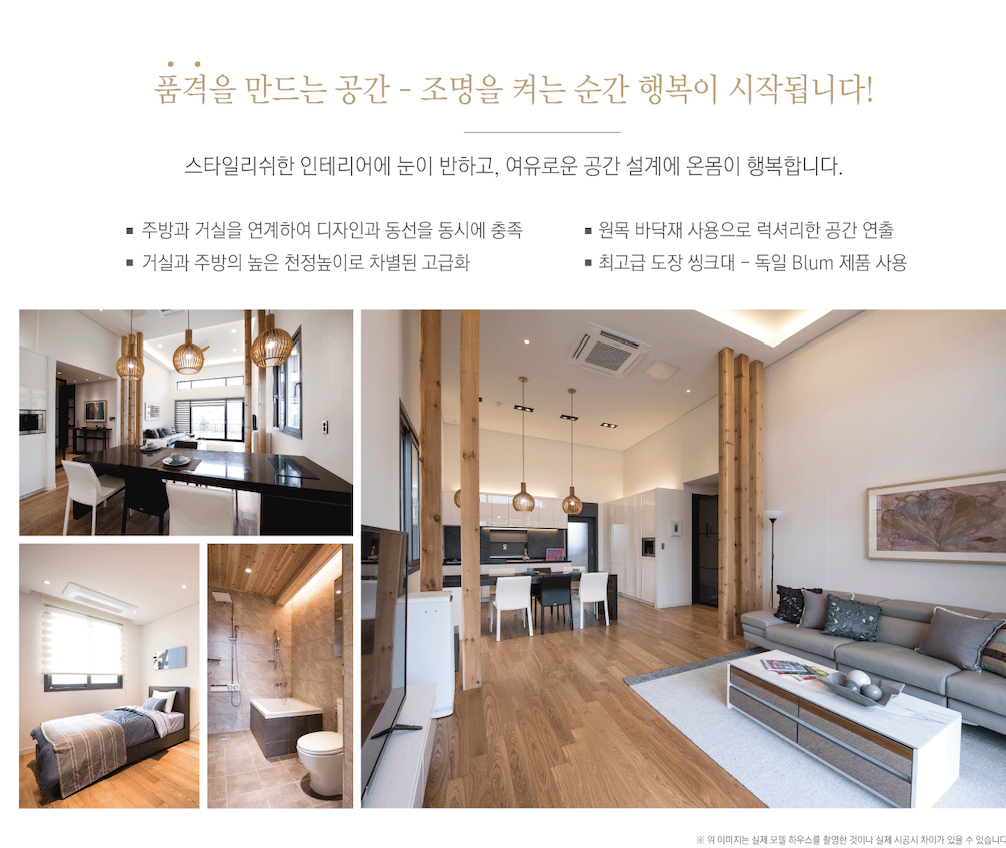 품격을 만드는 공간 - 조명을 켜는 순간 행복이 시작됩니다!
스타일리쉬한 인테리어에 눈이 반하고, 여유로운 공간 설계에 온몸이 행복합니다.
■ 주방과 거실을 연계하여 디자인과 동선을 동시에 충족
■ 거실과 주방의 높은 천정높이로 차별된 고급화
■ 원목 바닥재 사용으로 럭셔리한 공간 연출
■ 최고급 도장 씽크대 – 독일 Blum 제품 사용
※ 위 이미지는 실제 모델 하우스를 촬영한 것이나 실제 시공시 차이가 있을 수 있습니다